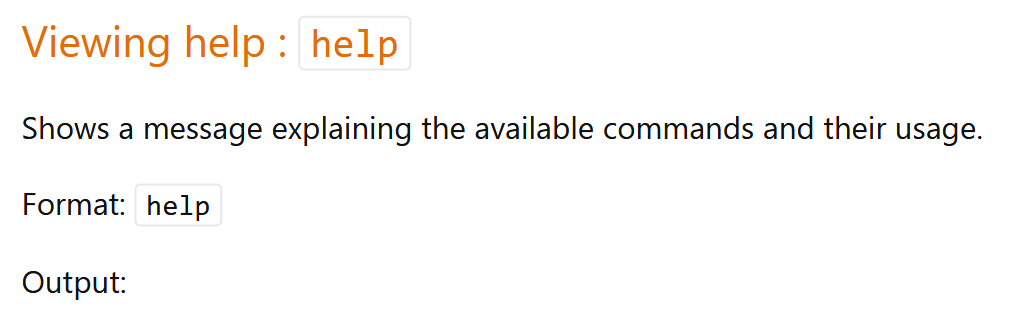 Viewing help : help
Shows a message explaining the available commands and their usage.
Format: help
Output: